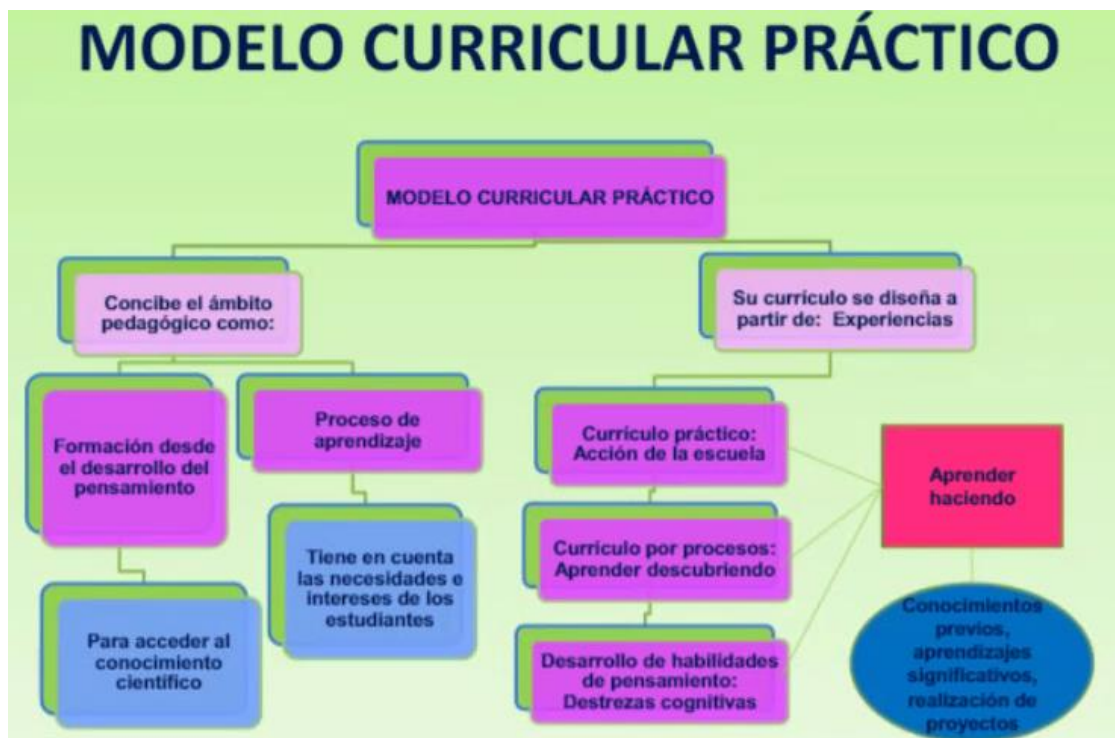 MODELO CURRICULAR PRÁCTICO
MODELO CURRICULAR PRÁCTICO
Concibe el ámbito
pedagógico como:
Formación desde
el desarrollo del
pensamiento
Para acceder al
conocimiento
científico
Proceso de
aprendizaje
Tiene en cuenta
las necesidades e
intereses de los
estudiantes
Su currículo se diseña a
partir de: Experiencias
Currículo práctico:
Acción de la escuela
Currículo por procesos:
Aprender descubriendo
Desarrollo de habilidades
de pensamiento:
Destrezas cognitivas
Aprender
haciendo
Conocimientos
previos,
aprendizajes
significativos,
realización de
proyectos